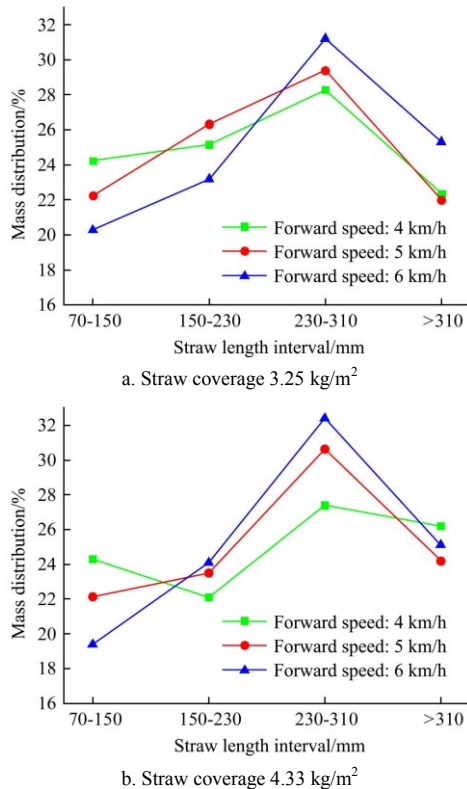 32
30
28
26
24
22
20
18
16
Mass distribution/%
Forward speed: 4 km/h
Forward speed: 5 km/h
Forward speed: 6 km/h
70-150 150-230 230-310 >310
Straw length interval/mm
a. Straw coverage 3.25 kg/m²
32
30
28
26
24
22
20
18
16
Mass distribution/%
Forward speed: 4 km/h
Forward speed: 5 km/h
Forward speed: 6 km/h
70-150 150-230 230-310 >310
Straw length interval/mm
b. Straw coverage 4.33 kg/m²